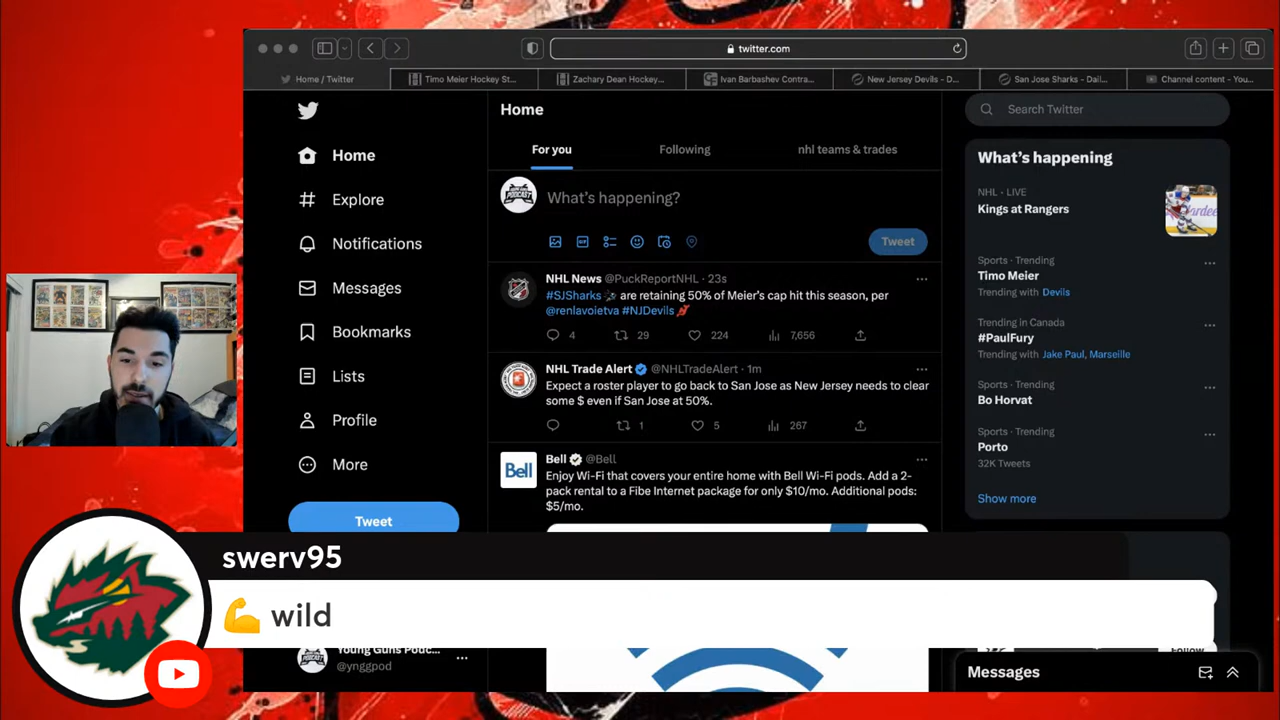 twitter.com
Home / Twitter
Timo Meier Hockey St...
Zachary Dean Hockey...
Ivan Barbashev Contra...
New Jersey Devils - D...
San Jose Sharks - Dail...
Channel content - You...
Home
Explore
Notifications
Messages
Bookmarks
Lists
Profile
More
Tweet
Young Guns Podc...
@ynggpod
Home
For you
Following
nhl teams & trades
What's happening?
GIF
Tweet
NHL News @PuckReportNHL · 23s
#SJSharks are retaining 50% of Meier's cap hit this season, per
@renlavoietva #NJDevils
4
29
224
7,656
NHL Trade Alert @NHLTradeAlert · 1m
Expect a roster player to go back to San Jose as New Jersey needs to clear
some $ even if San Jose at 50%.
1
5
267
Bell
Bell @Bell
Enjoy Wi-Fi that covers your entire home with Bell Wi-Fi pods. Add a 2-
pack rental to a Fibe Internet package for only $10/mo. Additional pods:
$5/mo.
Search Twitter
What's happening
NHL · LIVE
Kings at Rangers
Sports · Trending
Timo Meier
Trending with Devils
Trending in Canada
#PaulFury
Trending with Jake Paul, Marseille
Sports · Trending
Bo Horvat
Sports · Trending
Porto
32K Tweets
Show more
Messages
swerv95
💪 wild